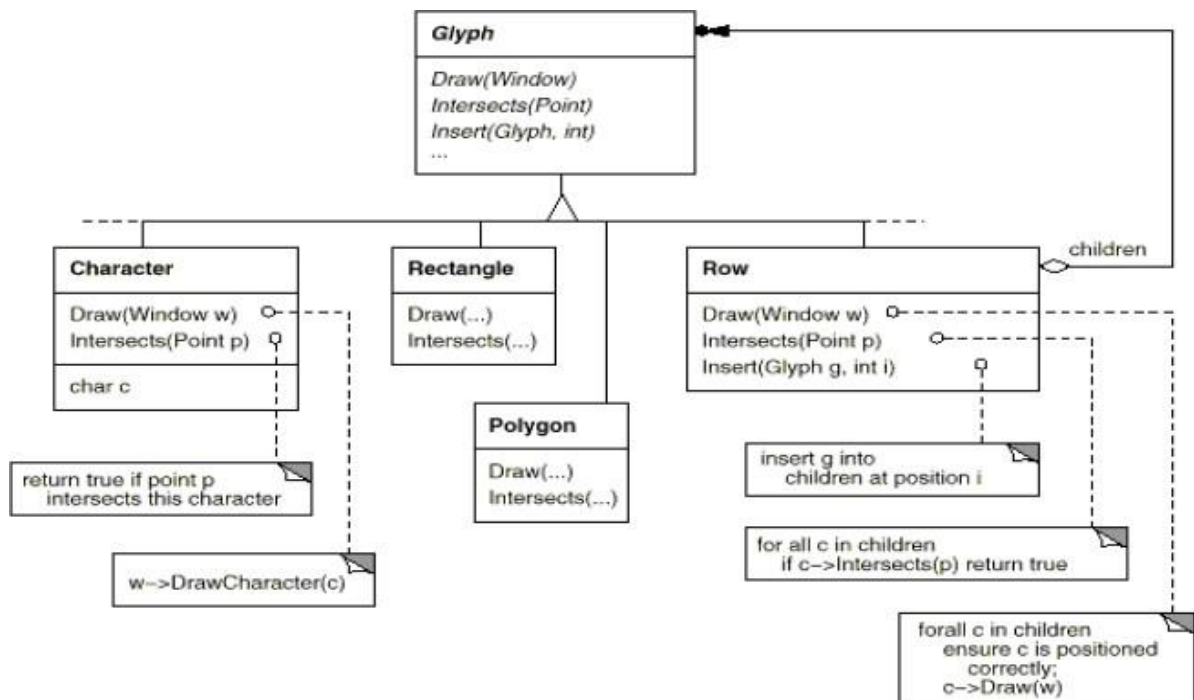 Glyph
Draw(Window)
Intersects(Point)
Insert(Glyph, int)
...
children
Character
Draw(Window w)
Intersects(Point p)
char c
Rectangle
Draw(...)
Intersects(...)
Polygon
Draw(...)
Intersects(...)
Row
Draw(Window w)
Intersects(Point p)
Insert(Glyph g, int i)
return true if point p
intersects this character
w->DrawCharacter(c)
insert g into
children at position i
for all c in children
if c->Intersects(p) return true
forall c in children
ensure c is positioned
correctly;
c->Draw(w)